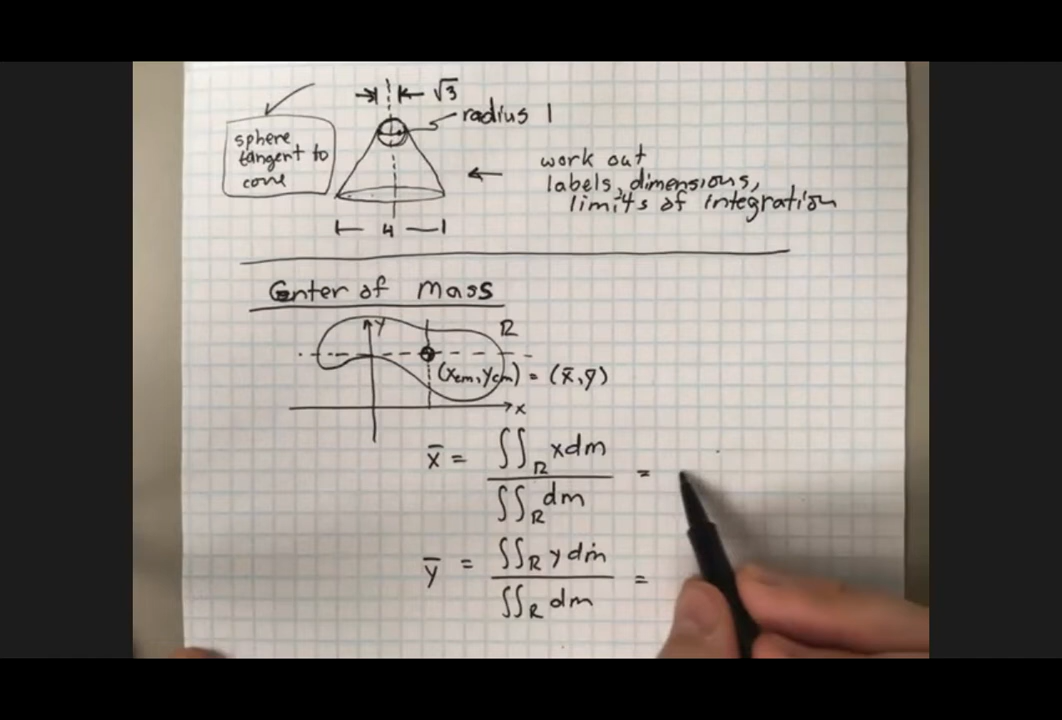 √3
radius 1
sphere
tangent to
cone
work out
labels, dimensions,
limits of integration
4
Center of Mass
y
R
(xcm, ycm) = (x̄, ȳ)
x
x̄ = ∫∫R x dm / ∫∫R dm =
ȳ = ∫∫R y dm / ∫∫R dm =